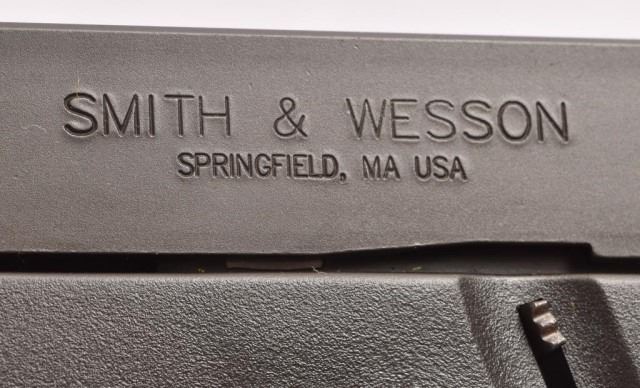 SMITH & WESSON
SPRINGFIELD, MA USA